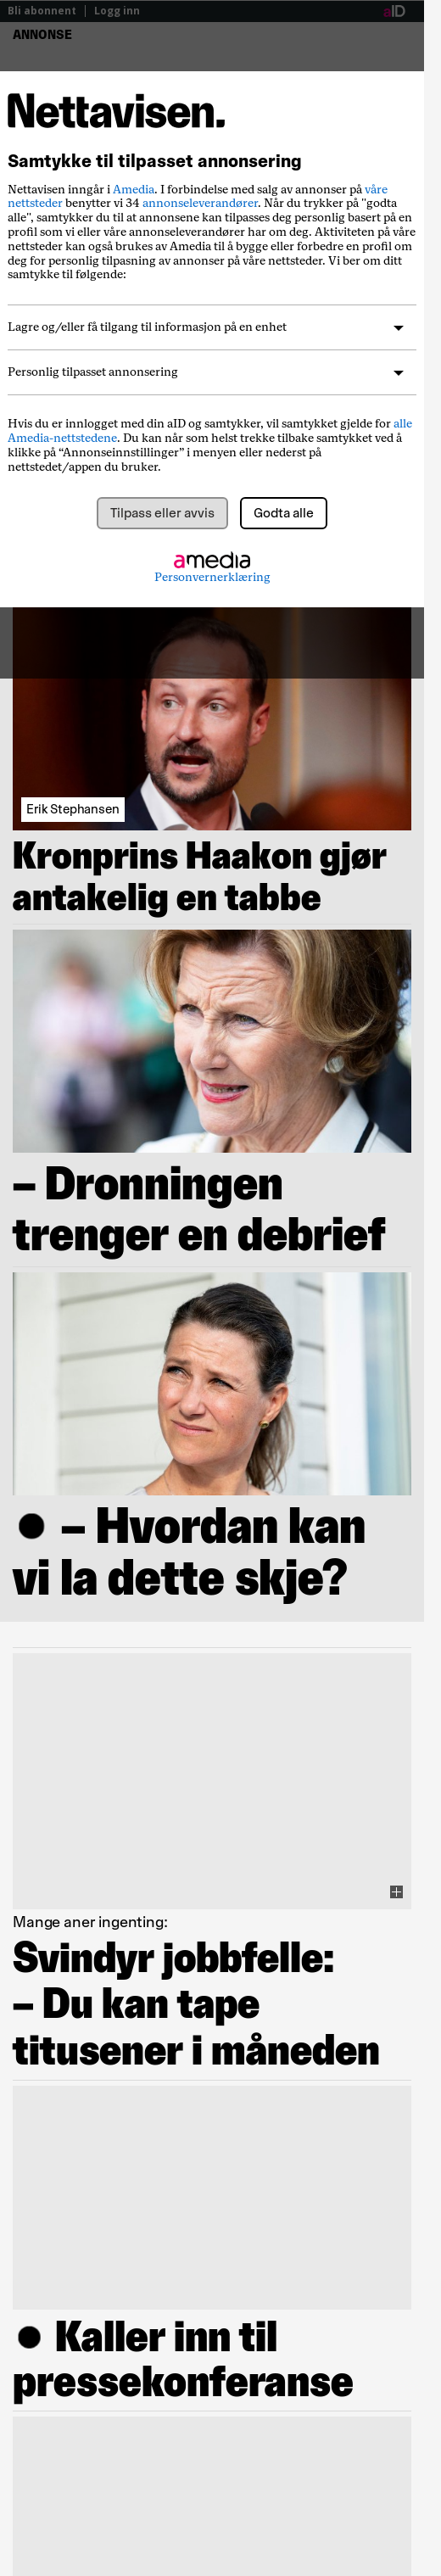 Bli abonnent | Logg inn aID
ANNONSE
Nettavisen.
Samtykke til tilpasset annonsering
Nettavisen inngår i Amedia. I forbindelse med salg av annonser på våre
nettsteder benytter vi 34 annonseleverandører. Når du trykker på "godta
alle", samtykker du til at annonsene kan tilpasses deg personlig basert på en
profil som vi eller våre annonseleverandører har om deg. Aktiviteten på våre
nettsteder kan også brukes av Amedia til å bygge eller forbedre en profil om
deg for personlig tilpasning av annonser på våre nettsteder. Vi ber om ditt
samtykke til følgende:
Lagre og/eller få tilgang til informasjon på en enhet
Personlig tilpasset annonsering
Hvis du er innlogget med din aID og samtykker, vil samtykket gjelde for alle
Amedia-nettstedene. Du kan når som helst trekke tilbake samtykket ved å
klikke på “Annonseinnstillinger” i menyen eller nederst på
nettstedet/appen du bruker.
Tilpass eller avvis Godta alle
amedia
Personvernerklæring
Erik Stephansen
Kronprins Haakon gjør
antakelig en tabbe
– Dronningen
trenger en debrief
● – Hvordan kan
vi la dette skje?
Mange aner ingenting:
Svindyr jobbfelle:
– Du kan tape
titusener i måneden
● Kaller inn til
pressekonferanse